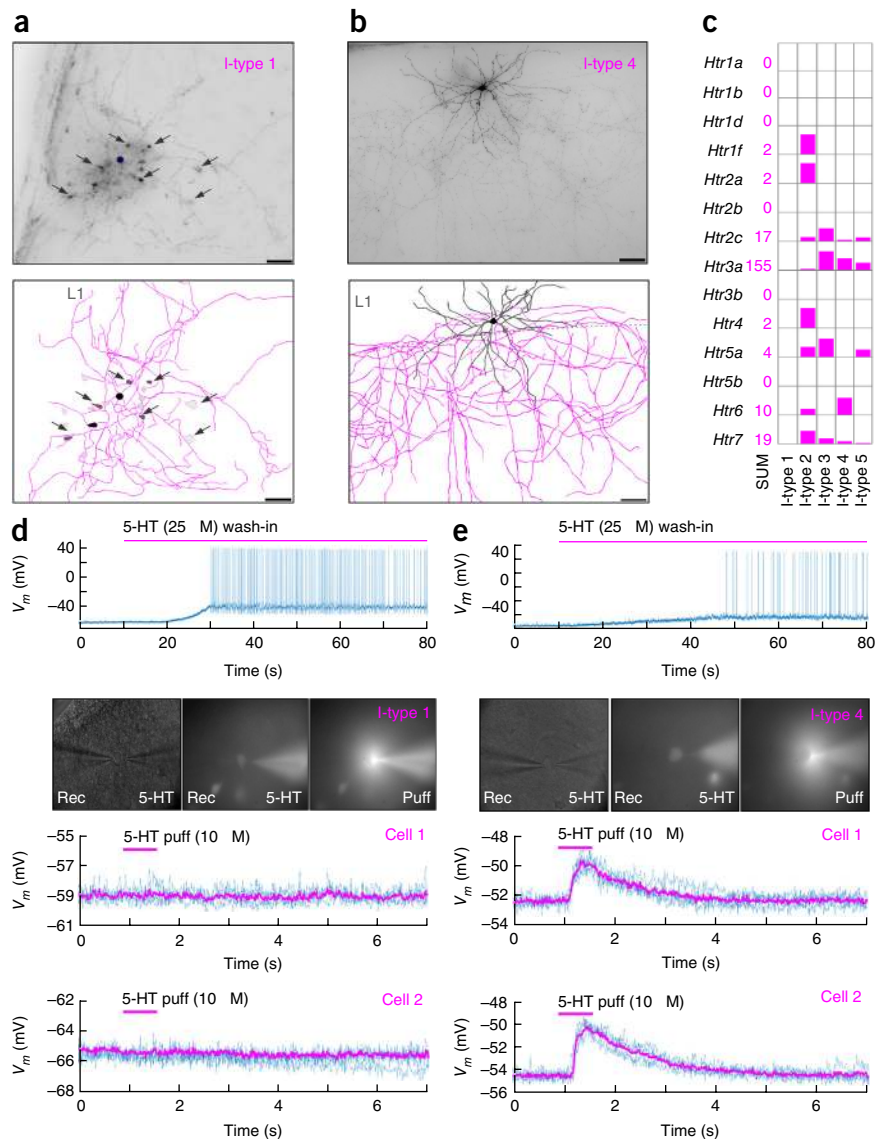 a
I-type 1
L1
b
I-type 4
L1
c
Htr1a 0
Htr1b 0
Htr1d 0
Htr1f 2
Htr2a 2
Htr2b 0
Htr2c 17
Htr3a 155
Htr3b 0
Htr4 2
Htr5a 4
Htr5b 0
Htr6 10
Htr7 19
SUM
I-type 1
I-type 2
I-type 3
I-type 4
I-type 5
d
5-HT (25 M) wash-in
Vm (mV)
40
0
−40
0 20 40 60 80
Time (s)
I-type 1
Rec 5-HT
Rec 5-HT
Puff
5-HT puff (10 M)
Cell 1
Vm (mV)
−55
−57
−59
−61
0 2 4 6
Time (s)
5-HT puff (10 M)
Cell 2
Vm (mV)
−62
−64
−66
−68
0 2 4 6
Time (s)
e
5-HT (25 M) wash-in
Vm (mV)
40
0
−40
0 20 40 60 80
Time (s)
I-type 4
Rec 5-HT
Rec 5-HT
Puff
5-HT puff (10 M)
Cell 1
Vm (mV)
−48
−50
−52
−54
0 2 4 6
Time (s)
5-HT puff (10 M)
Cell 2
Vm (mV)
−48
−50
−52
−54
−56
0 2 4 6
Time (s)